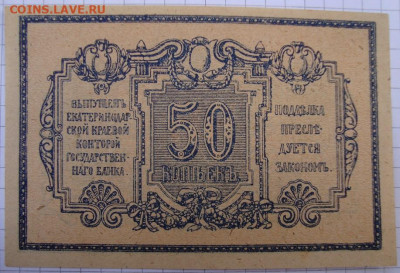 COINS.LAVE.RU
ВЫПУЩЕНЪ
ЕКАТЕРИНОДАР-
СКОЙ КРАЕВОЙ
КОНТОРОЙ
ГОСУДАРСТВЕН-
НАГО БАНКА.
50
КОПѢЕКЪ
ПОДДѢЛКА
ПРЕСЛѢ-
ДУЕТСЯ
ЗАКОНОМЪ.